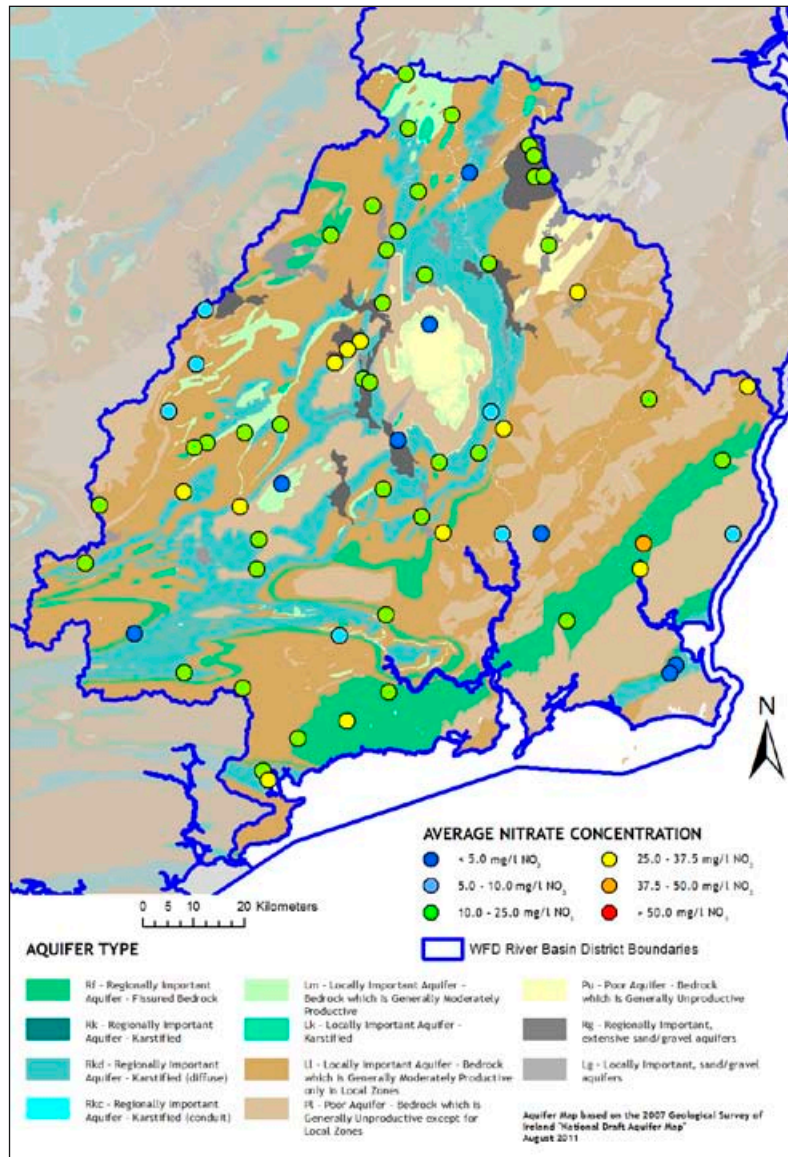 N
AVERAGE NITRATE CONCENTRATION
< 5.0 mg/l NO3
5.0 - 10.0 mg/l NO3
10.0 - 25.0 mg/l NO3
25.0 - 37.5 mg/l NO3
37.5 - 50.0 mg/l NO3
> 50.0 mg/l NO3
WFD River Basin District Boundaries
0 5 10 20 Kilometers
AQUIFER TYPE
Rf - Regionally Important
Aquifer - Fissured Bedrock
Rk - Regionally Important
Aquifer - Karstified
Rkd - Regionally Important
Aquifer - Karstified (diffuse)
Rkc - Regionally Important
Aquifer - Karstified (conduit)
Lm - Locally Important Aquifer -
Bedrock which is Generally Moderately
Productive
Lk - Locally Important Aquifer -
Karstified
Ll - Locally Important Aquifer - Bedrock
which is Generally Moderately Productive
only in Local Zones
Pl - Poor Aquifer - Bedrock which is
Generally Unproductive except for
Local Zones
Pu - Poor Aquifer - Bedrock
which is Generally Unproductive
Rg - Regionally Important,
extensive sand/gravel aquifers
Lg - Locally Important, sand/gravel
aquifers
Aquifer Map based on the 2007 Geological Survey of
Ireland "National Draft Aquifer Map"
August 2011